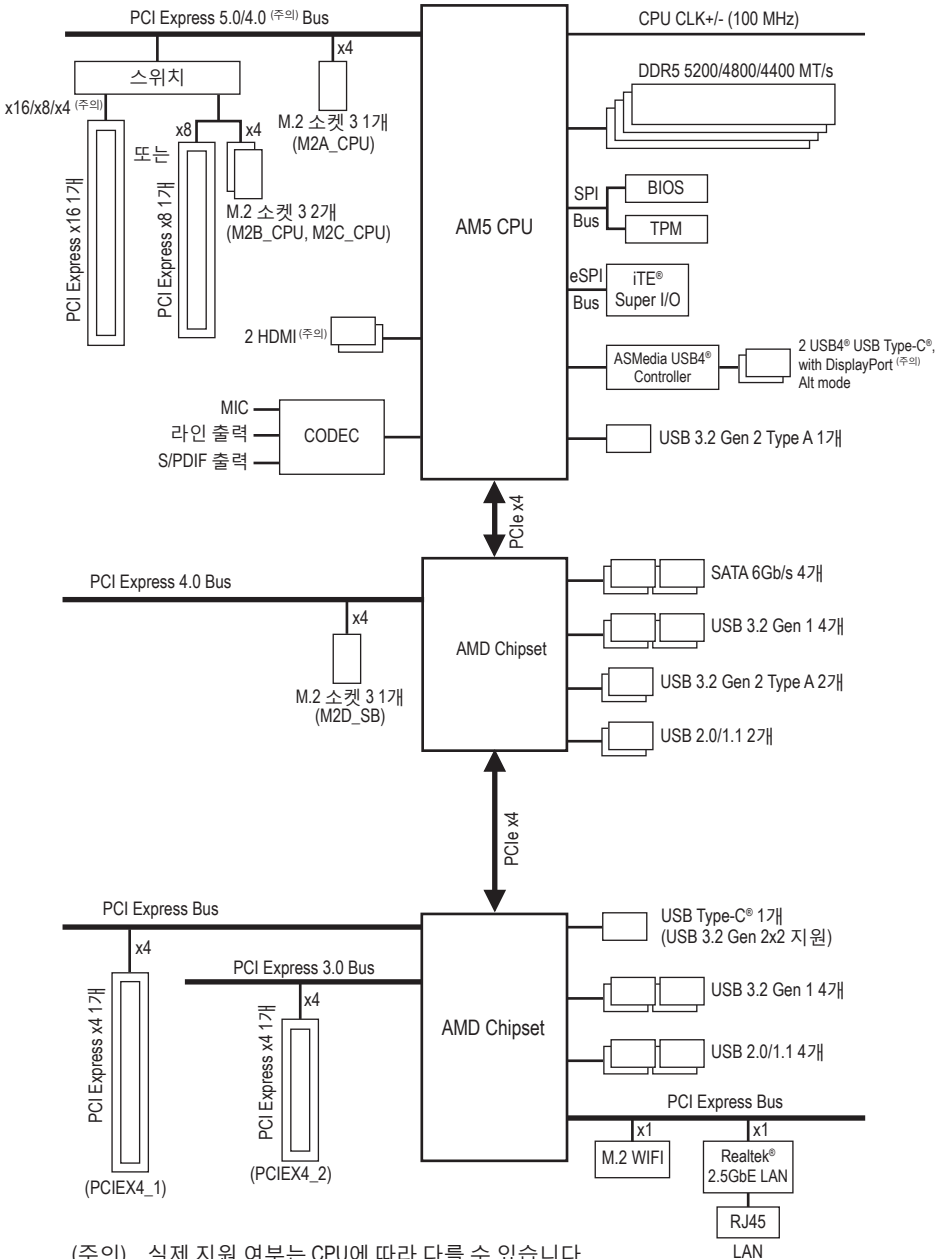 PCI Express 5.0/4.0 (주의) Bus
CPU CLK+/- (100 MHz)
x4
스위치
DDR5 5200/4800/4400 MT/s
x16/x8/x4 (주의)
M.2 소켓 3 1개
(M2A_CPU)
x8
x4
또는
PCI Express x16 1개
PCI Express x8 1개
M.2 소켓 3 2개
(M2B_CPU, M2C_CPU)
AM5 CPU
SPI
Bus
BIOS
TPM
eSPI
Bus
iTE®
Super I/O
2 HDMI (주의)
ASMedia USB4®
Controller
2 USB4® USB Type-C®,
with DisplayPort (주의)
Alt mode
MIC
라인 출력
S/PDIF 출력
CODEC
USB 3.2 Gen 2 Type A 1개
PCIe x4
PCI Express 4.0 Bus
x4
M.2 소켓 3 1개
(M2D_SB)
AMD Chipset
SATA 6Gb/s 4개
USB 3.2 Gen 1 4개
USB 3.2 Gen 2 Type A 2개
USB 2.0/1.1 2개
PCIe x4
PCI Express Bus
x4
PCI Express x4 1개
(PCIEX4_1)
PCI Express 3.0 Bus
x4
PCI Express x4 1개
(PCIEX4_2)
AMD Chipset
USB Type-C® 1개
(USB 3.2 Gen 2x2 지원)
USB 3.2 Gen 1 4개
USB 2.0/1.1 4개
PCI Express Bus
x1
x1
M.2 WIFI
Realtek®
2.5GbE LAN
RJ45
LAN
(주의) 실제 지원 여부는 CPU에 따라 다를 수 있습니다